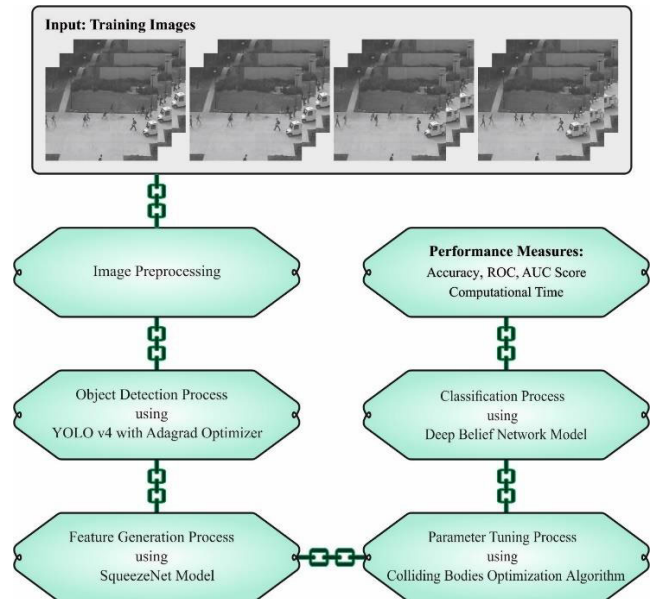 Input: Training Images
Image Preprocessing
Performance Measures:
Accuracy, ROC, AUC Score
Computational Time
Object Detection Process
using
YOLO v4 with Adagrad Optimizer
Classification Process
using
Deep Belief Network Model
Feature Generation Process
using
SqueezeNet Model
Parameter Tuning Process
using
Colliding Bodies Optimization Algorithm